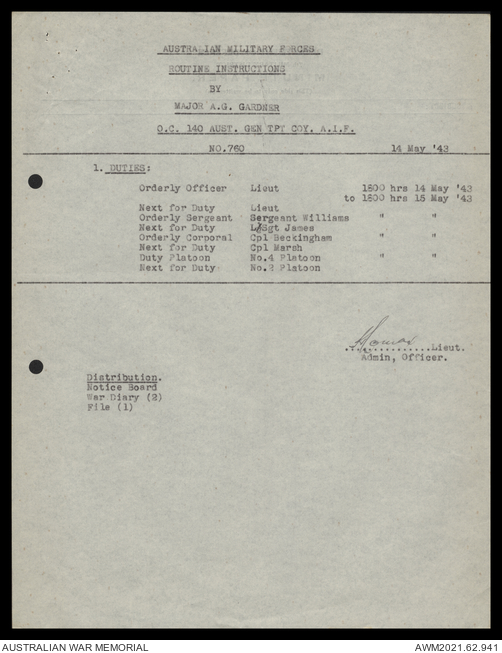 AUSTRALIAN MILITARY FORCES
ROUTINE INSTRUCTIONS
BY
MAJOR A.G. GARDNER
O.C. 140 AUST. GEN TPT COY. A.I.F.
NO.760 14 May '43
1. DUTIES:
Orderly Officer Lieut 1800 hrs 14 May '43
to 1800 hrs 15 May '43
Next for Duty Lieut
Orderly Sergeant Sergeant Williams " "
Next for Duty L/Sgt James
Orderly Corporal Cpl Beckingham " "
Next for Duty Cpl Marsh
Duty Platoon No.4 Platoon " "
Next for Duty No.2 Platoon
..............Lieut.
Admin, Officer.
Distribution.
Notice Board
War Diary (2)
File (1)
AUSTRALIAN WAR MEMORIAL AWM2021.62.941